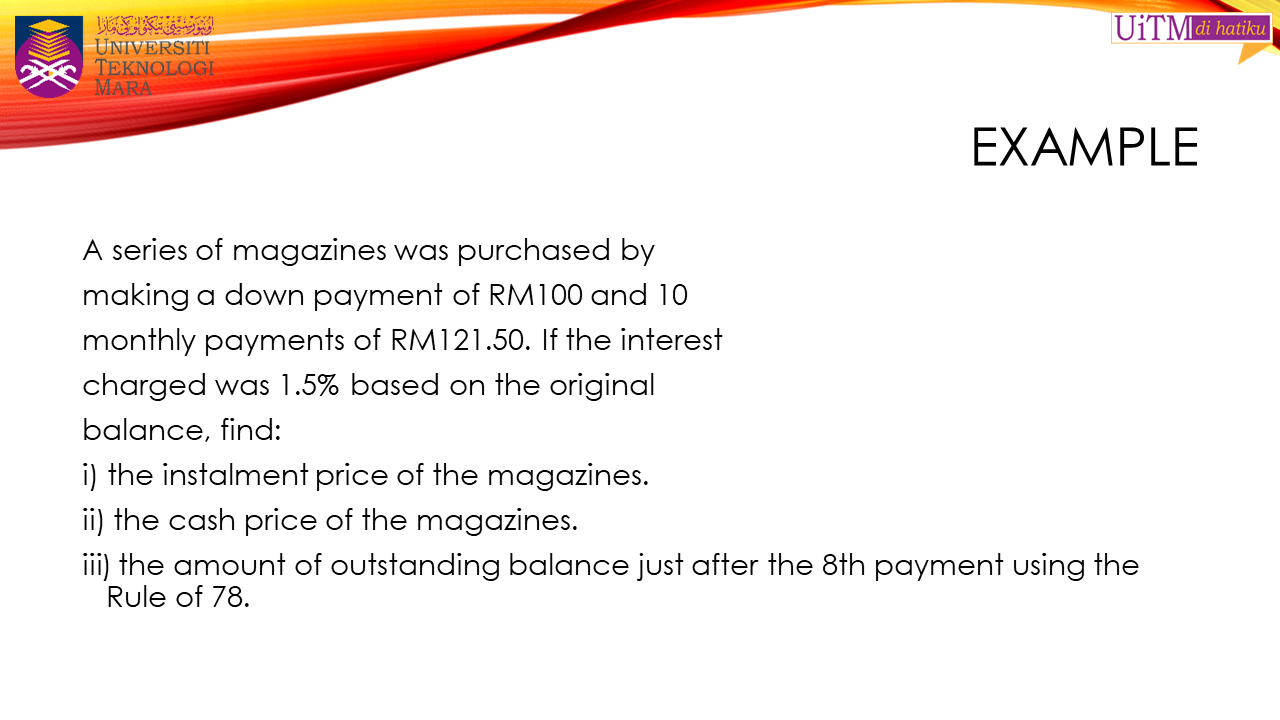 اونيۏرسيتي تيكنولوڬي مارا
UNIVERSITI
TEKNOLOGI
MARA
UiTM di hatiku
EXAMPLE
A series of magazines was purchased by
making a down payment of RM100 and 10
monthly payments of RM121.50. If the interest
charged was 1.5% based on the original
balance, find:
i) the instalment price of the magazines.
ii) the cash price of the magazines.
iii) the amount of outstanding balance just after the 8th payment using the
Rule of 78.